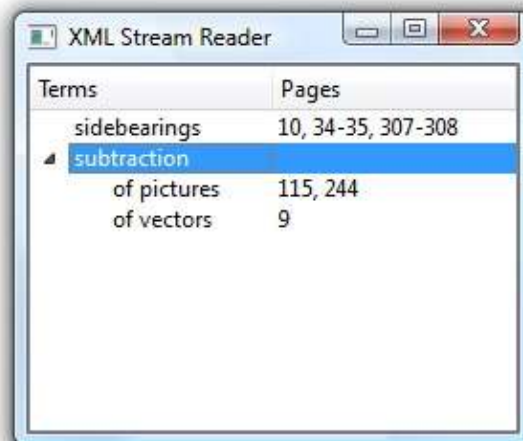 XML Stream Reader
Terms Pages
sidebearings 10, 34-35, 307-308
subtraction
of pictures 115, 244
of vectors 9